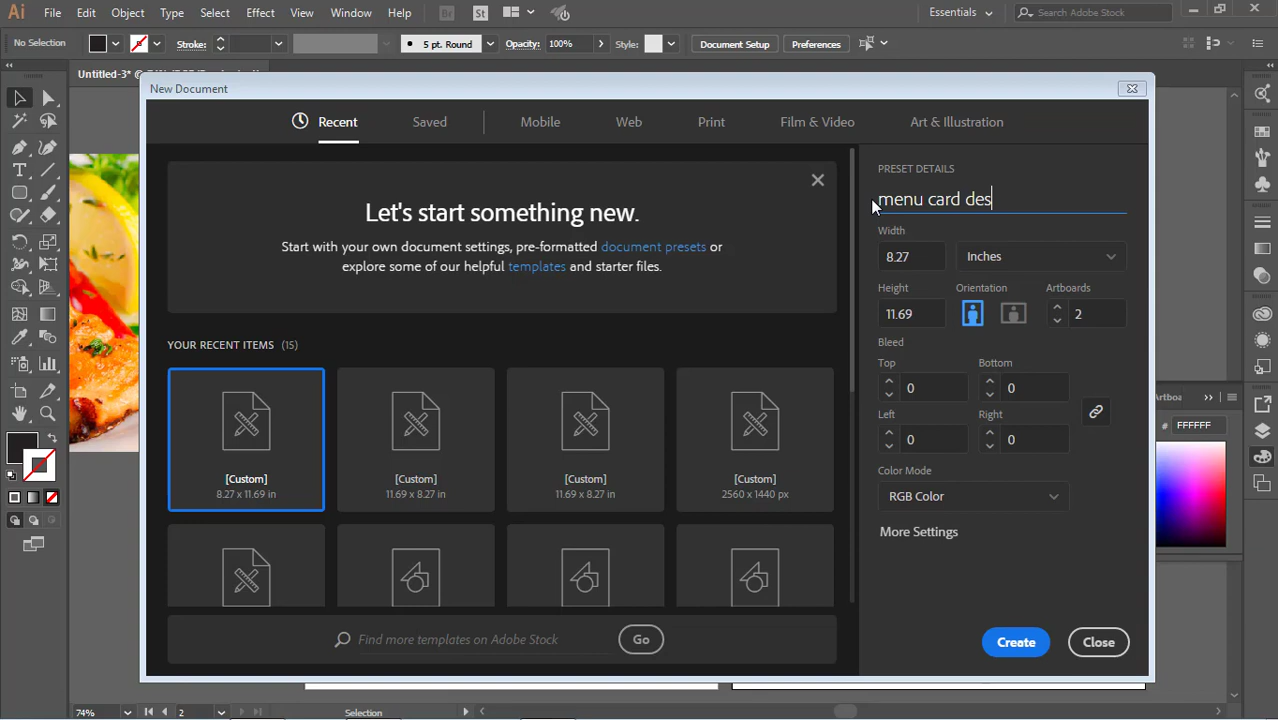 Ai File Edit Object Type Select Effect View Window Help Br St Essentials Search Adobe Stock
No Selection Stroke: 5 pt. Round Opacity: 100% Style: Document Setup Preferences
Untitled-3* @
New Document
Recent Saved Mobile Web Print Film & Video Art & Illustration
Let's start something new.
Start with your own document settings, pre-formatted document presets or
explore some of our helpful templates and starter files.
YOUR RECENT ITEMS (15)
[Custom] [Custom] [Custom] [Custom]
8.27 x 11.69 in 11.69 x 8.27 in 11.69 x 8.27 in 2560 x 1440 px
Find more templates on Adobe Stock Go
PRESET DETAILS
menu card des
Width
8.27 Inches
Height Orientation Artboards
11.69 2
Bleed
Top Bottom
0 0
Left Right
0 0
Color Mode
RGB Color
More Settings
Create Close
Artboa
# FFFFFF
74% 2 Selection